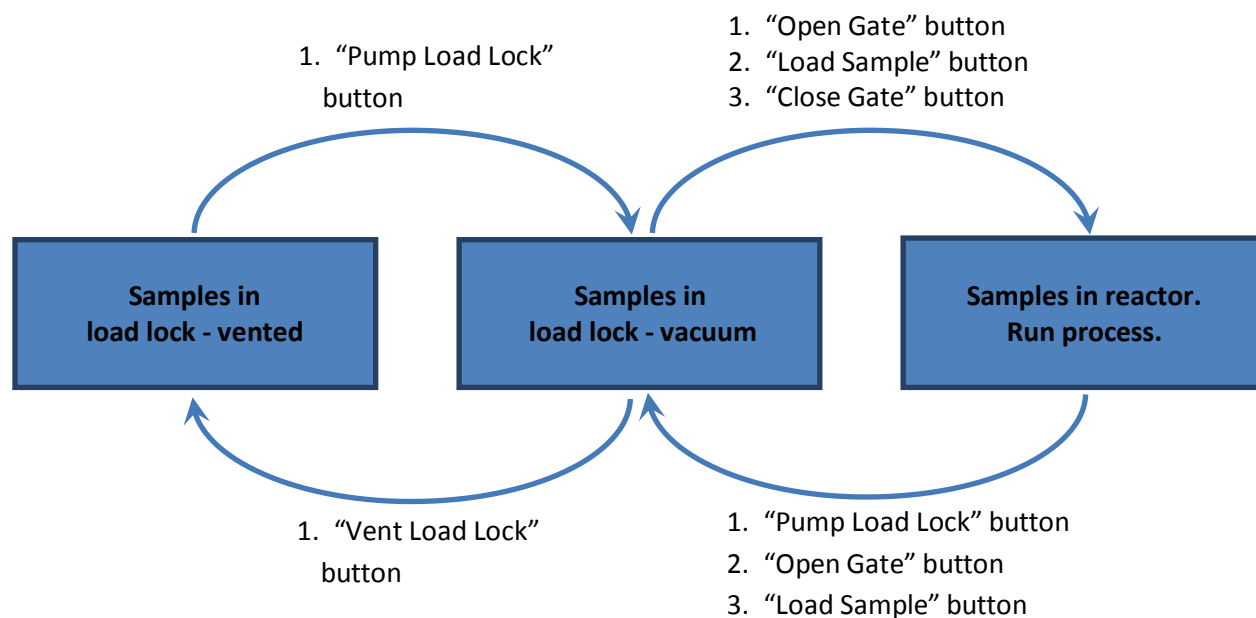 1. “Pump Load Lock”
button
1. “Open Gate” button
2. “Load Sample” button
3. “Close Gate” button
Samples in
load lock - vented
Samples in
load lock - vacuum
Samples in reactor.
Run process.
1. “Vent Load Lock”
button
1. “Pump Load Lock” button
2. “Open Gate” button
3. “Load Sample” button